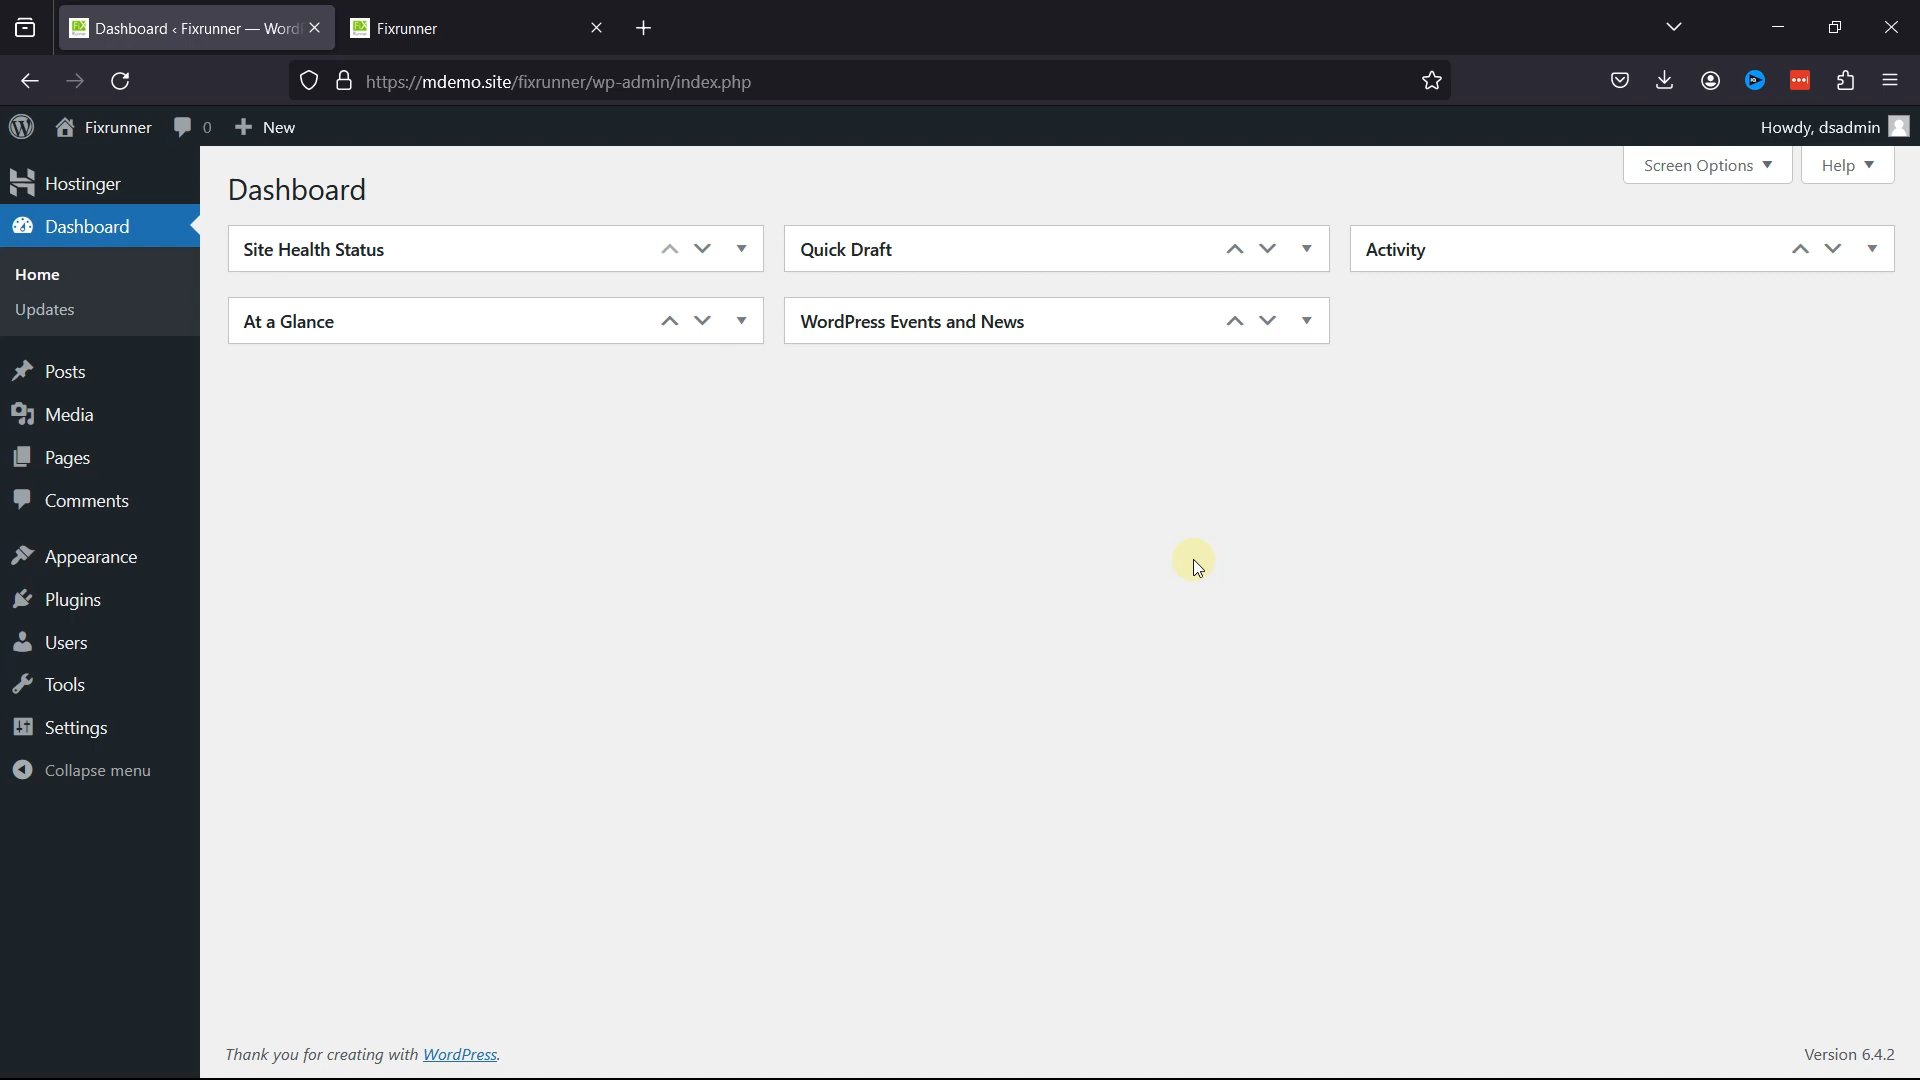 Dashboard ‹ Fixrunner — Word
Fixrunner
https://mdemo.site/fixrunner/wp-admin/index.php
Fixrunner
0
New
Howdy, dsadmin
Hostinger
Dashboard
Home
Updates
Posts
Media
Pages
Comments
Appearance
Plugins
Users
Tools
Settings
Collapse menu
Screen Options
Help
Dashboard
Site Health Status
Quick Draft
Activity
At a Glance
WordPress Events and News
Thank you for creating with WordPress.
Version 6.4.2